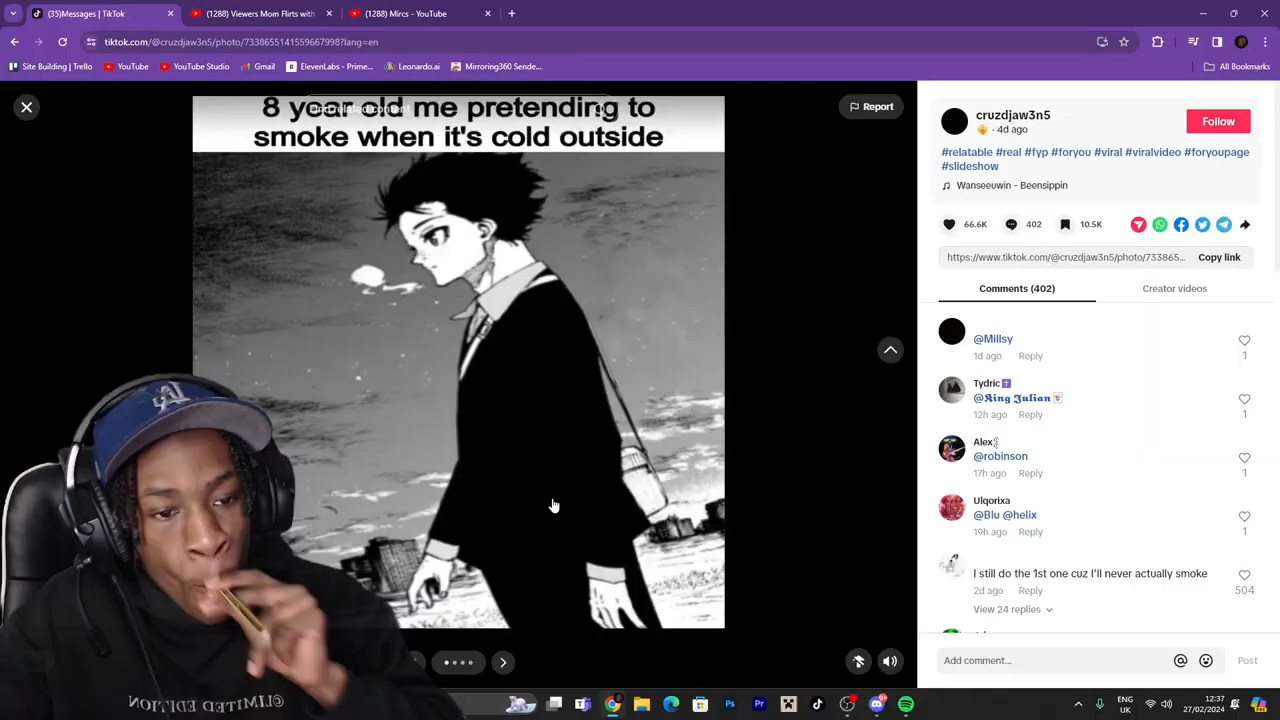 (35)Messages | TikTok
(1288) Viewers Mom Flirts with
(1288) Mircs - YouTube
tiktok.com/@cruzdjaw3n5/photo/7338655141559667998?lang=en
Site Building | Trello
YouTube
YouTube Studio
Gmail
ElevenLabs - Prime...
Leonardo.ai
Mirroring360 Sende...
All Bookmarks
Find related content
8 year old me pretending to
smoke when it's cold outside
Report
cruzdjaw3n5
· 4d ago
Follow
#relatable #real #fyp #foryou #viral #viralvideo #foryoupage
#slideshow
Wanseeuwin - Beensippin
66.6K
402
10.5K
https://www.tiktok.com/@cruzdjaw3n5/photo/733865...
Copy link
Comments (402)
Creator videos
@Millsy
1d ago
Reply
1
Tydric
@𝕶𝖎𝖓𝖌 𝕵𝖚𝖑𝖎𝖆𝖓
12h ago
Reply
1
Alex
@robinson
17h ago
Reply
1
Ulqorixa
@Blu @helix
19h ago
Reply
1
I still do the 1st one cuz I'll never actually smoke
2d ago
Reply
504
View 24 replies
Add comment...
Post
LIMITED EDITION
ENG
UK
12:37
27/02/2024